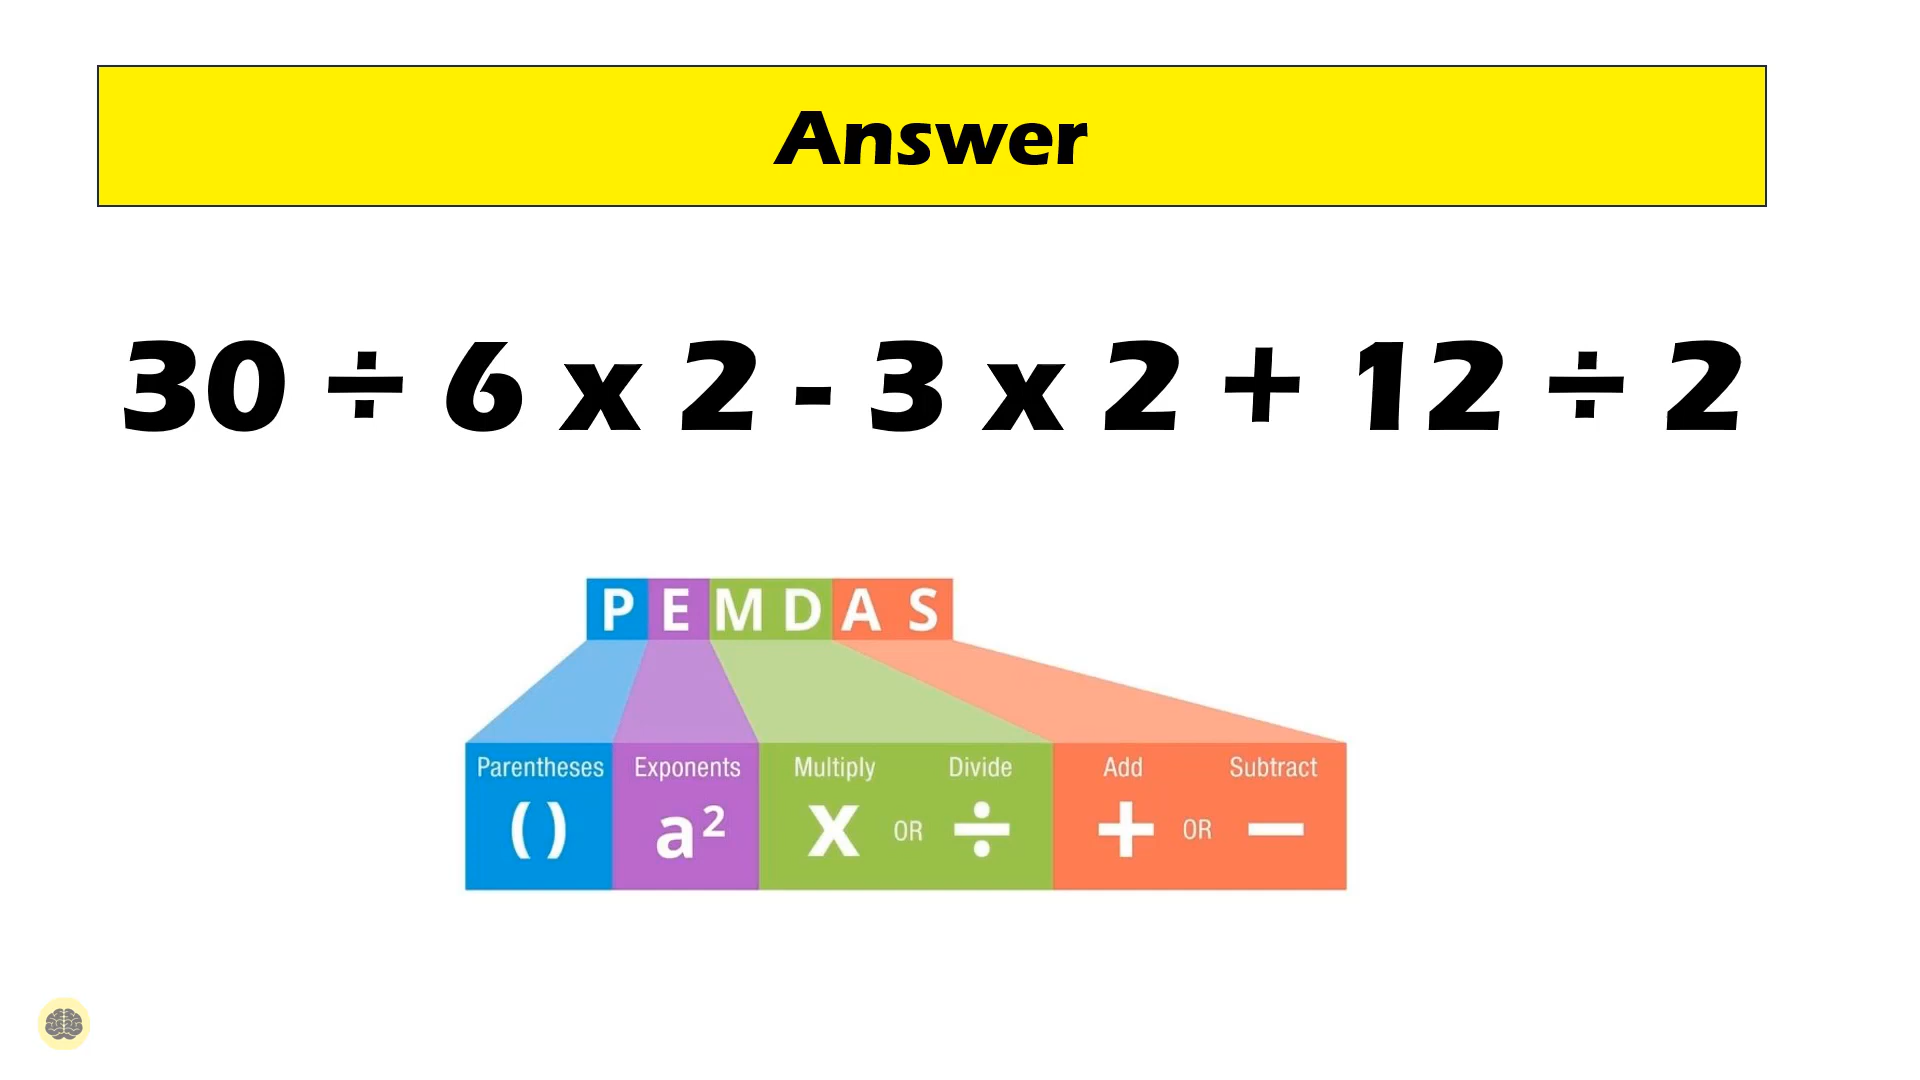 Answer
30 ÷ 6 x 2 - 3 x 2 + 12 ÷ 2
P E M D A S
Parentheses Exponents Multiply Divide Add Subtract
( ) a² x OR ÷ + OR −